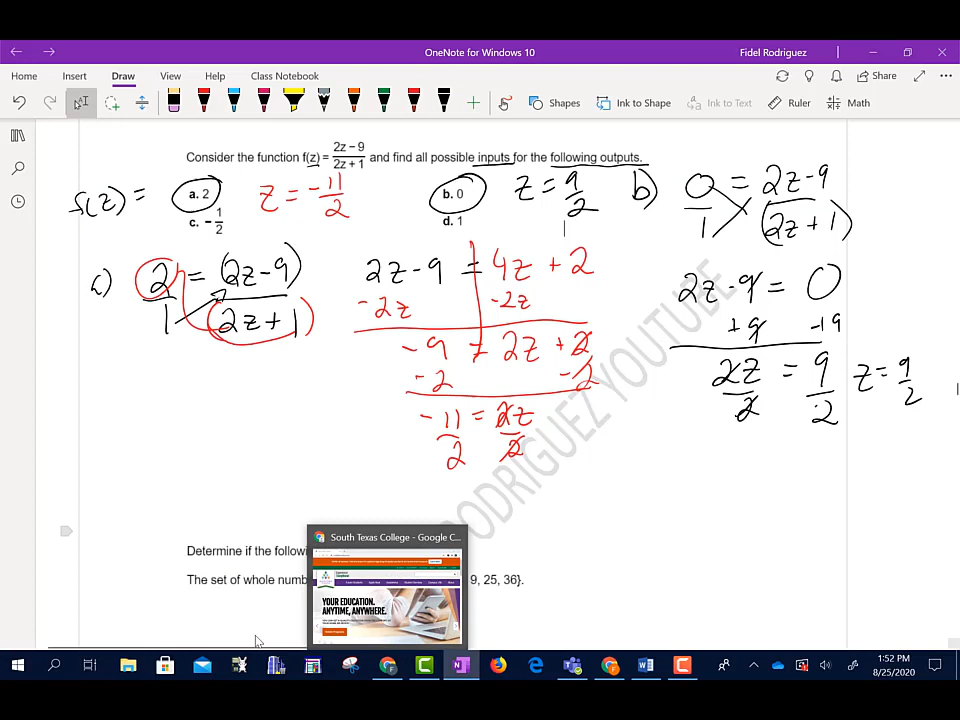 OneNote for Windows 10
Fidel Rodriguez
Home Insert Draw View Help Class Notebook
Share
Shapes Ink to Shape Ink to Text Ruler Math
Consider the function f(z) = (2z − 9)/(2z + 1) and find all possible inputs for the following outputs.
f(z) = a. 2 z = -11/2 b. 0 z = 9/2
c. −1/2 d. 1
b) 0/1 = 2z-9/(2z+1)
2z - 9 = 0
+9 +9
2z/2 = 9/2 z = 9/2
a) 2/1 = (2z-9)/(2z+1)
2z - 9 = 4z + 2
-2z -2z
-9 = 2z + 2
-2 -2
-11/2 = 2z/2
RODRIGUEZ YOUTUBE
South Texas College - Google C...
YOUR EDUCATION.
ANYTIME, ANYWHERE.
Determine if the followi
The set of whole numb 9, 25, 36}.
1:52 PM
8/25/2020